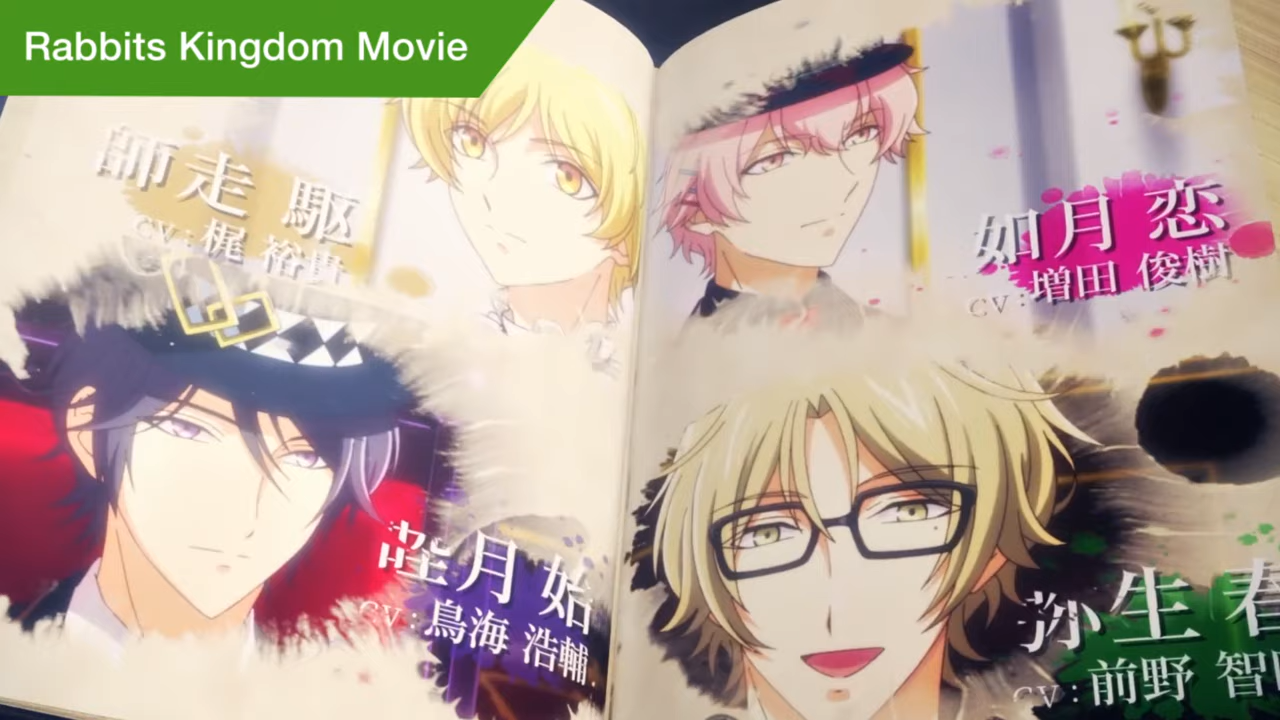 Rabbits Kingdom Movie
師走 駆
CV:梶 裕貴
如月 恋
CV:増田 俊樹
睦月 始
CV:鳥海 浩輔
弥生 春
CV:前野 智